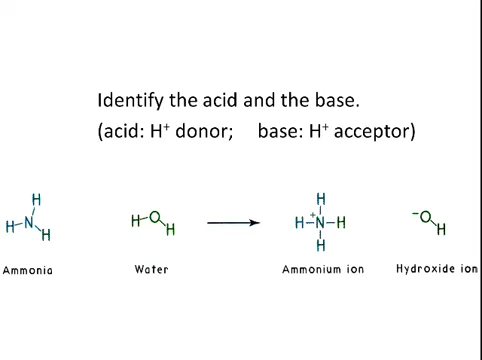 Identify the acid and the base.
(acid: H⁺ donor; base: H⁺ acceptor)
H
H-N
H
H-O
H
H
H-N⁺-H
H
⁻O
H
Ammonia Water Ammonium ion Hydroxide ion